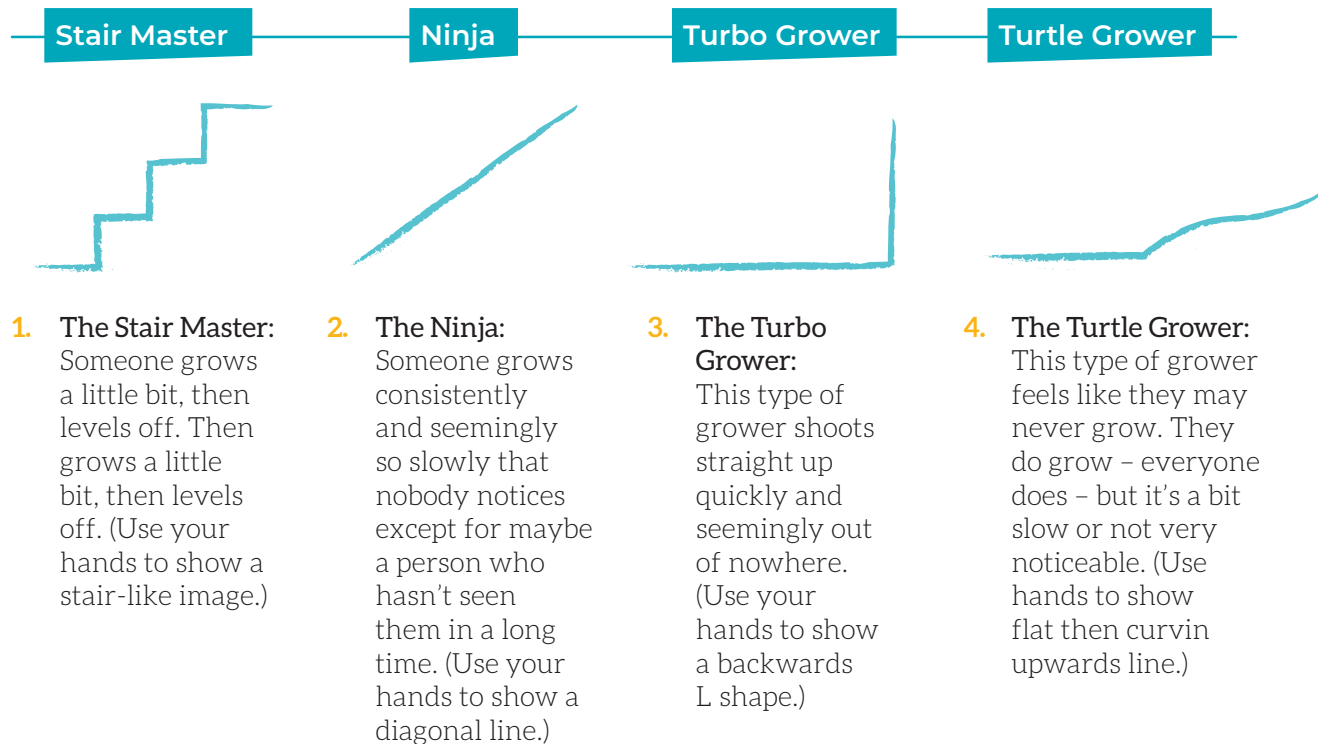 Stair Master
Ninja
Turbo Grower
Turtle Grower
1. The Stair Master:
Someone grows
a little bit, then
levels off. Then
grows a little
bit, then levels
off. (Use your
hands to show a
stair-like image.)
2. The Ninja:
Someone grows
consistently
and seemingly
so slowly that
nobody notices
except for maybe
a person who
hasn’t seen
them in a long
time. (Use your
hands to show a
diagonal line.)
3. The Turbo
Grower:
This type of
grower shoots
straight up
quickly and
seemingly out
of nowhere.
(Use your
hands to show
a backwards
L shape.)
4. The Turtle Grower:
This type of grower
feels like they may
never grow. They
do grow – everyone
does – but it’s a bit
slow or not very
noticeable. (Use
hands to show
flat then curvin
upwards line.)